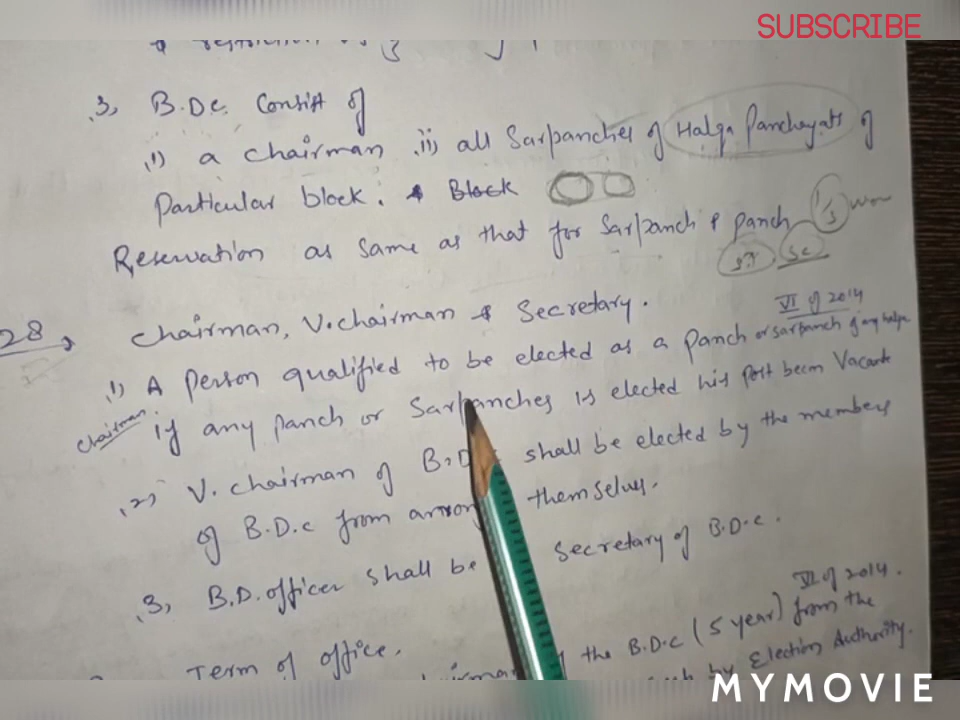 SUBSCRIBE
3, B.D.C. Consist of
(i) a chairman (ii) all Sarpanches of Halqa Panchayats of
Particular block. Block
Reservation as same as that for Sarpanch & panch 1/3 wom
ST SC
28, Chairman, V.chairman & Secretary.
VI of 2014
(1) A Person qualified to be elected as a Panch or sarpanch of any halqa
Chairman if any panch or Sarpanches is elected his post becm Vacant
(2) V. chairman of B.D shall be elected by the members
of B.D.C from among themselves.
(3, B.D.officer shall be Secretary of B.D.C.
VI of 2014.
Term of office.
the B.D.C (5 year) from the
by Election Authority.
MYMOVIE